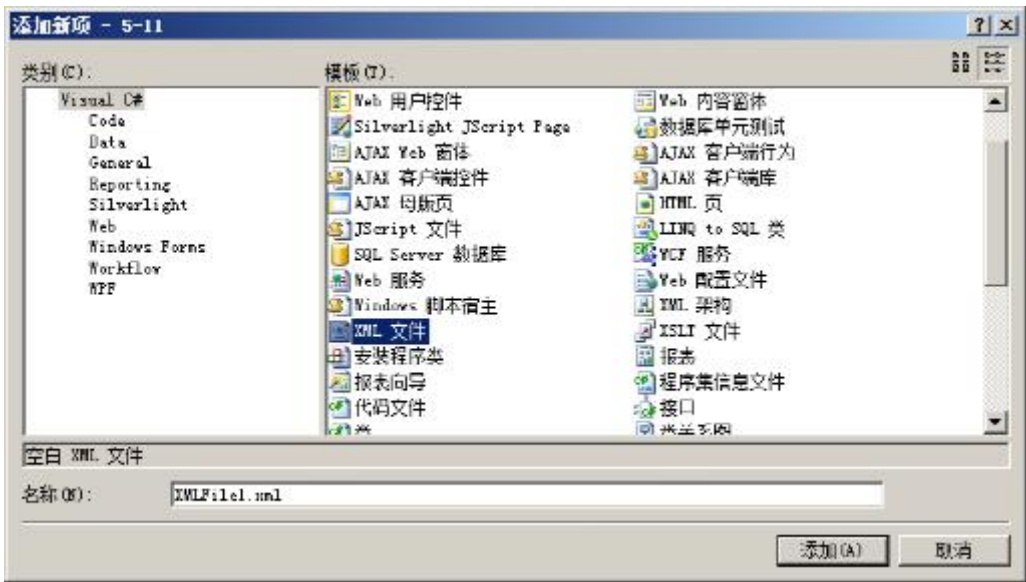 添加新项 - 5-11
类别(C):
模板(T):
Visual C#
Code
Data
General
Reporting
Silverlight
Web
Windows Forms
Workflow
WPF
Web 用户控件
Web 内容窗体
Silverlight JScript Page
数据库单元测试
AJAX Web 窗体
AJAX 客户端行为
AJAX 客户端控件
AJAX 客户端库
AJAX 母版页
HTML 页
JScript 文件
LINQ to SQL 类
SQL Server 数据库
WCF 服务
Web 服务
Web 配置文件
Windows 脚本宿主
XML 架构
XML 文件
XSLT 文件
安装程序类
报表
报表向导
程序集信息文件
代码文件
接口
类
类关系图
空白 XML 文件
名称(N):
XMLFile1.xml
添加(A)
取消